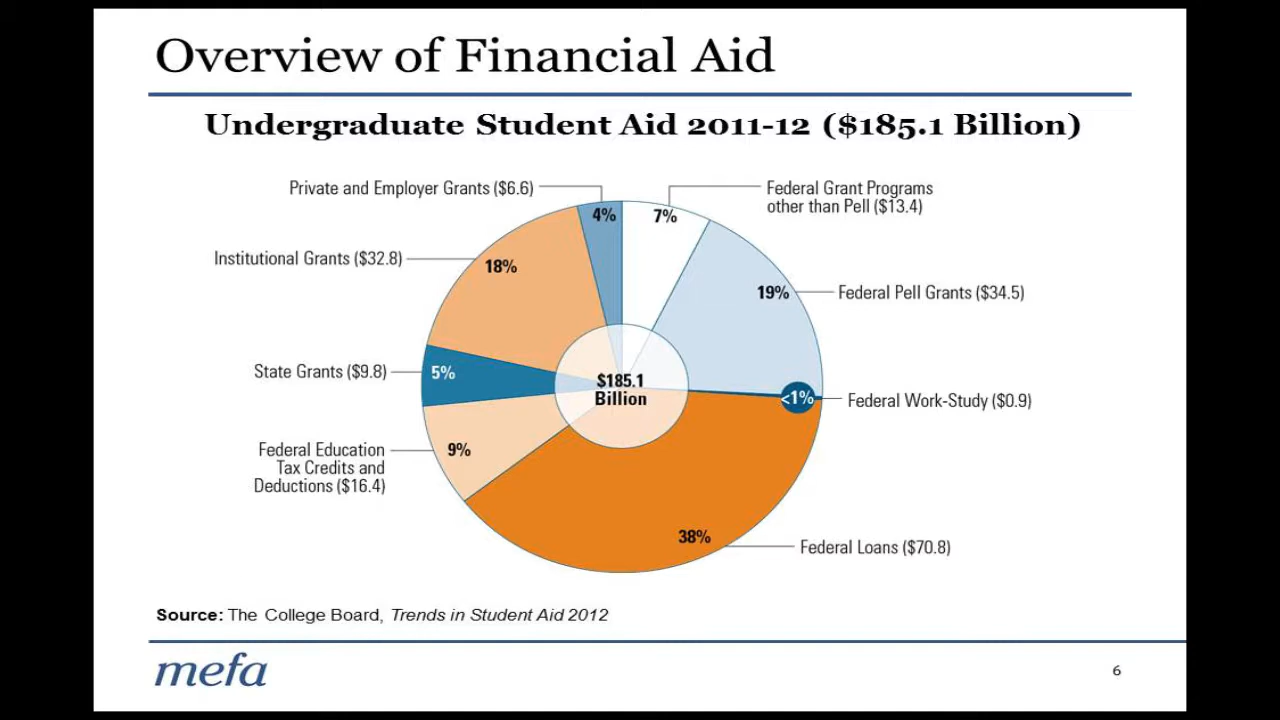 Overview of Financial Aid
Undergraduate Student Aid 2011-12 ($185.1 Billion)
Private and Employer Grants ($6.6)
4%
7%
Federal Grant Programs
other than Pell ($13.4)
Institutional Grants ($32.8)
18%
19%
Federal Pell Grants ($34.5)
State Grants ($9.8)
5%
$185.1
Billion
<1%
Federal Work-Study ($0.9)
Federal Education
Tax Credits and
Deductions ($16.4)
9%
38%
Federal Loans ($70.8)
Source: The College Board, Trends in Student Aid 2012
mefa
6